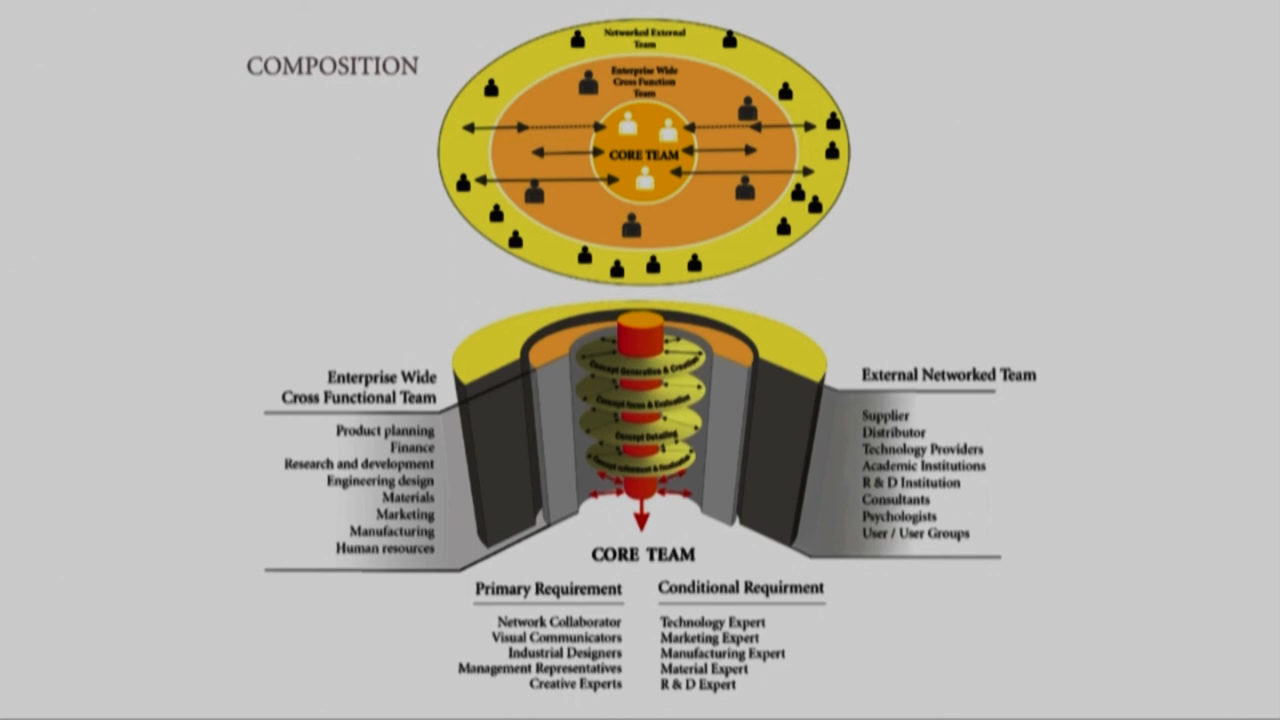 COMPOSITION
Networked External
Team
Enterprise Wide
Cross Function
Team
CORE TEAM
Concept Generation & Creation
Concept focus & Evaluation
Concept Detailing
Concept refinement & Evaluation
Enterprise Wide
Cross Functional Team
Product planning
Finance
Research and development
Engineering design
Materials
Marketing
Manufacturing
Human resources
External Networked Team
Supplier
Distributor
Technology Providers
Academic Institutions
R & D Institution
Consultants
Psychologists
User / User Groups
CORE TEAM
Primary Requirement
Network Collaborator
Visual Communicators
Industrial Designers
Management Representatives
Creative Experts
Conditional Requirment
Technology Expert
Marketing Expert
Manufacturing Expert
Material Expert
R & D Expert